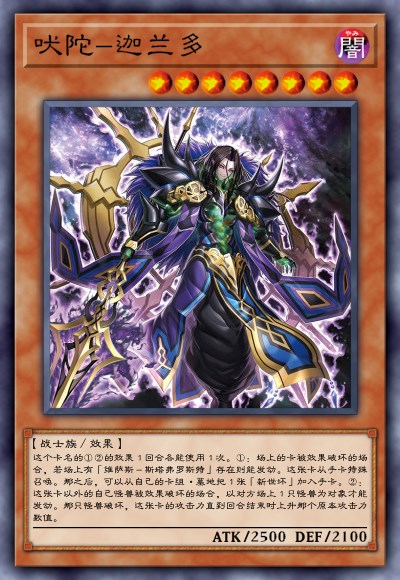 吠陀-迦兰多
やみ
闇
【战士族/效果】
这个卡名的①②的效果1回合各能使用1次。①：场上的卡被效果破坏的场
合，若场上有「维萨斯-斯塔弗罗斯特」存在则能发动。这张卡从手卡特殊
召唤。那之后，可以从自己的卡组·墓地把1张「新世坏」加入手卡。②：
这张卡以外的自己怪兽被效果破坏的场合，以对方场上1只怪兽为对象才能
发动。那只怪兽破坏，这张卡的攻击力直到回合结束时上升那个原本攻击力
数值。
ATK/2500 DEF/2100